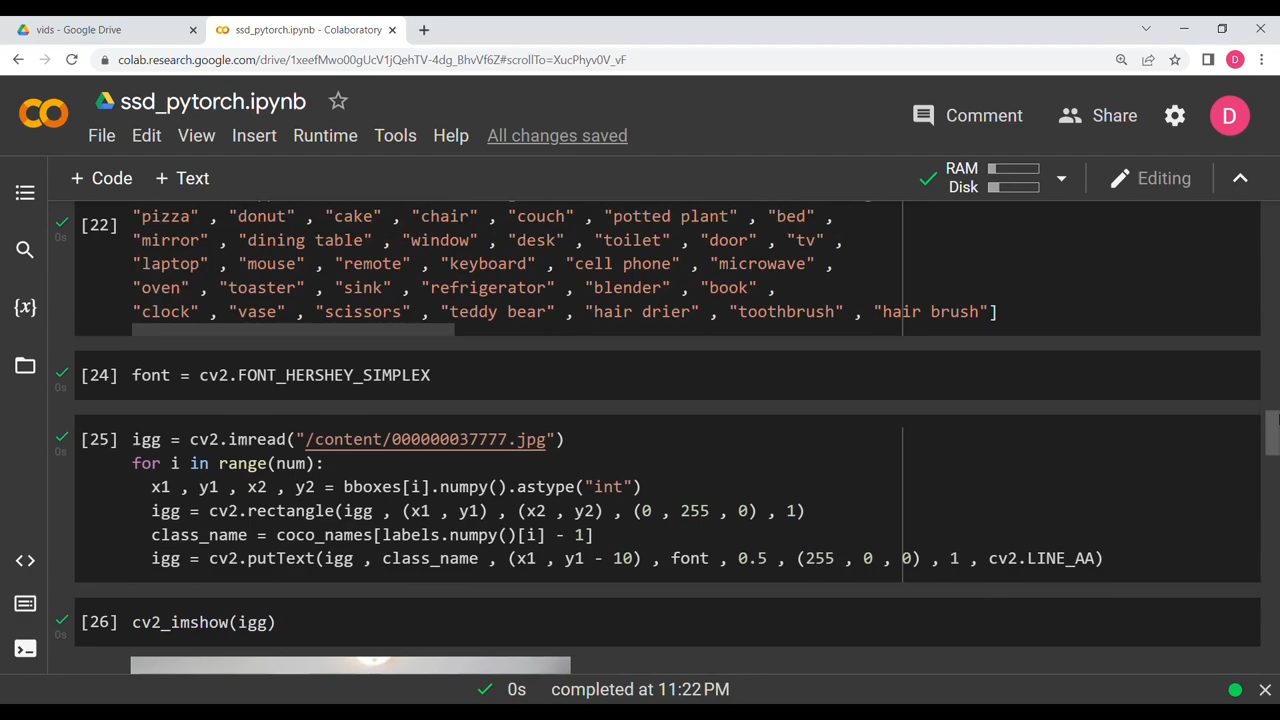 vids - Google Drive
ssd_pytorch.ipynb - Colaboratory
colab.research.google.com/drive/1xeefMwo00gUcV1jQehTV-4dg_BhvVf6Z#scrollTo=XucPhyv0V_vF
D
ssd_pytorch.ipynb
File Edit View Insert Runtime Tools Help All changes saved
Comment Share D
+ Code + Text
RAM
Disk
Editing
[22] "pizza" , "donut" , "cake" , "chair" , "couch" , "potted plant" , "bed" ,
0s "mirror" , "dining table" , "window" , "desk" , "toilet" , "door" , "tv" ,
"laptop" , "mouse" , "remote" , "keyboard" , "cell phone" , "microwave" ,
"oven" , "toaster" , "sink" , "refrigerator" , "blender" , "book" ,
"clock" , "vase" , "scissors" , "teddy bear" , "hair drier" , "toothbrush" , "hair brush"]
[24] font = cv2.FONT_HERSHEY_SIMPLEX
0s
[25] igg = cv2.imread("/content/000000037777.jpg")
0s
for i in range(num):
x1 , y1 , x2 , y2 = bboxes[i].numpy().astype("int")
igg = cv2.rectangle(igg , (x1 , y1) , (x2 , y2) , (0 , 255 , 0) , 1)
class_name = coco_names[labels.numpy()[i] - 1]
igg = cv2.putText(igg , class_name , (x1 , y1 - 10) , font , 0.5 , (255 , 0 , 0) , 1 , cv2.LINE_AA)
[26] cv2_imshow(igg)
0s
0s completed at 11:22 PM